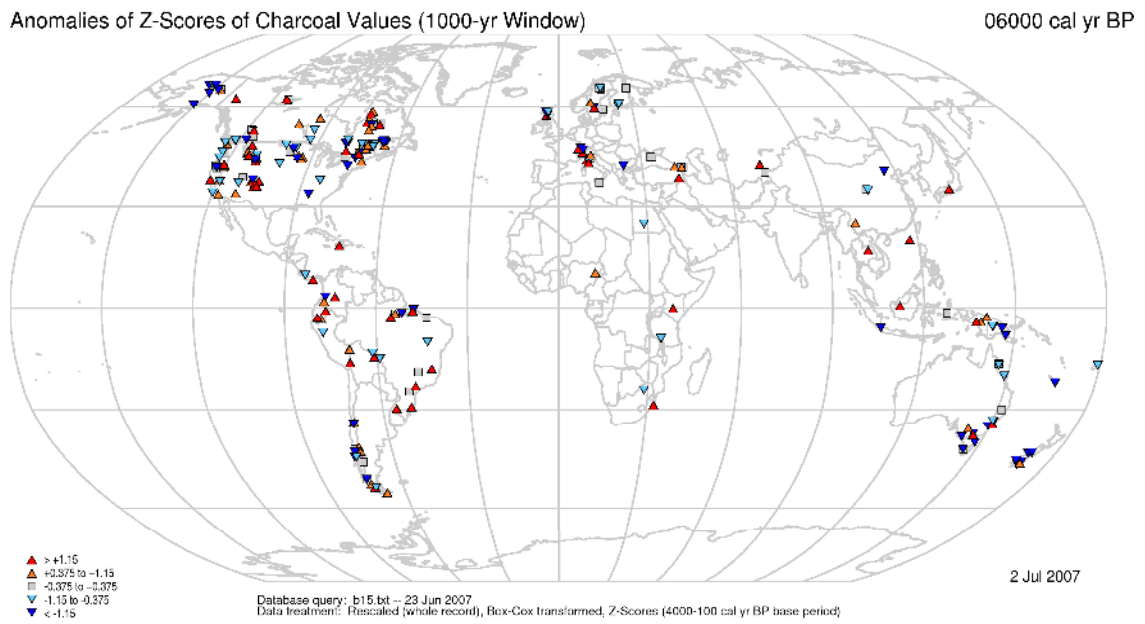 Anomalies of Z-Scores of Charcoal Values (1000-yr Window)
06000 cal yr BP
> +1.15
+0.375 to +1.15
-0.375 to +0.375
-1.15 to -0.375
< -1.15
2 Jul 2007
Database query: b15.txt -- 23 Jun 2007
Data treatment: Rescaled (whole record), Box-Cox transformed, Z-Scores (4000-100 cal yr BP base period)